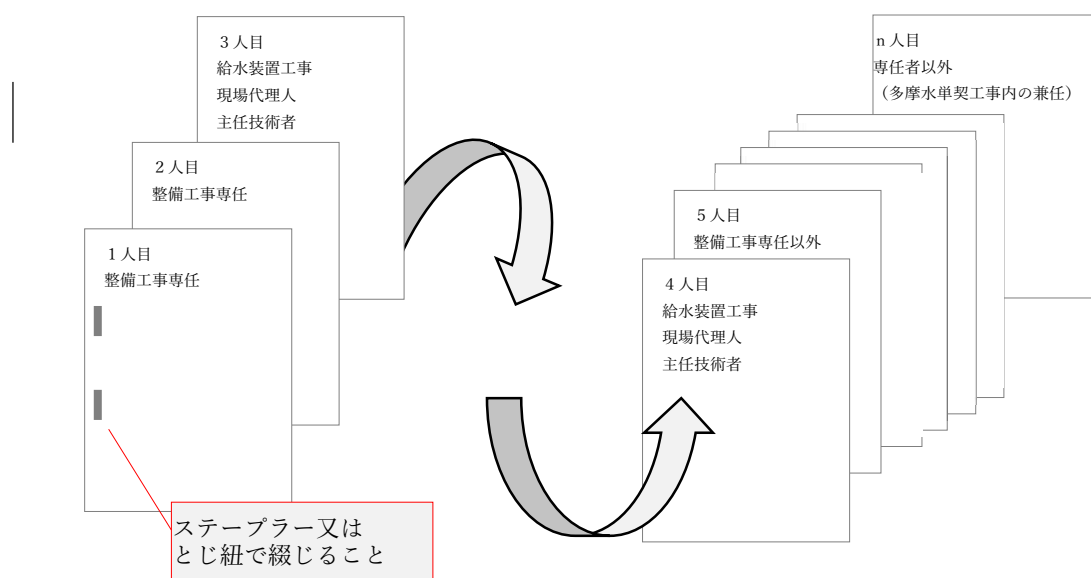 ３人目
給水装置工事
現場代理人
主任技術者
２人目
整備工事専任
１人目
整備工事専任
ステープラー又は
とじ紐で綴じること
ｎ人目
専任者以外
（多摩水単契工事内の兼任）
５人目
整備工事専任以外
４人目
給水装置工事
現場代理人
主任技術者